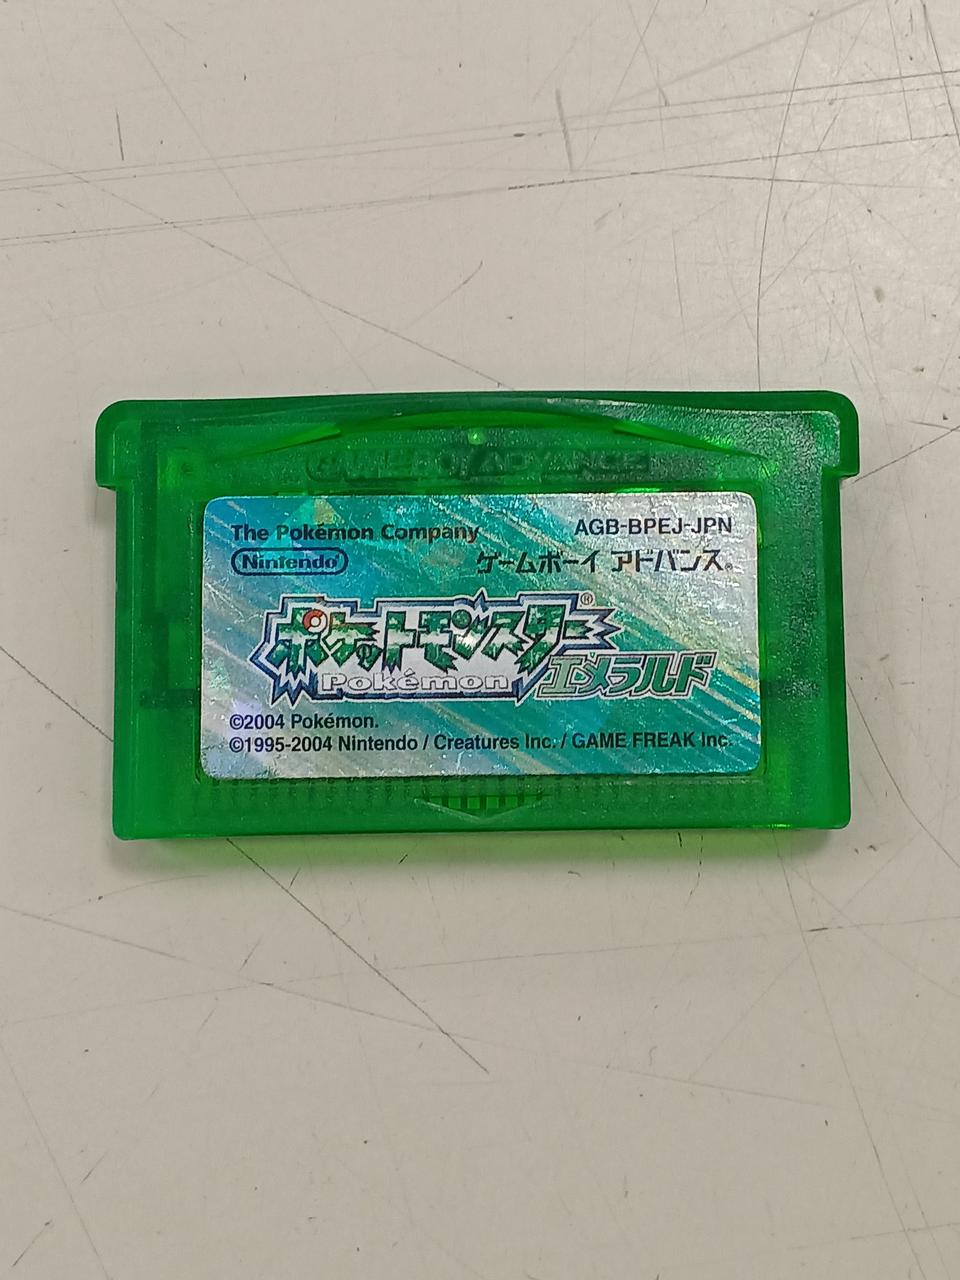 GAME BOY ADVANCE
The Pokémon Company
AGB-BPEJ-JPN
Nintendo®
ゲームボーイ アドバンス®
ポケットモンスター®
Pokémon
エメラルド
©2004 Pokémon.
©1995-2004 Nintendo / Creatures Inc. / GAME FREAK Inc.